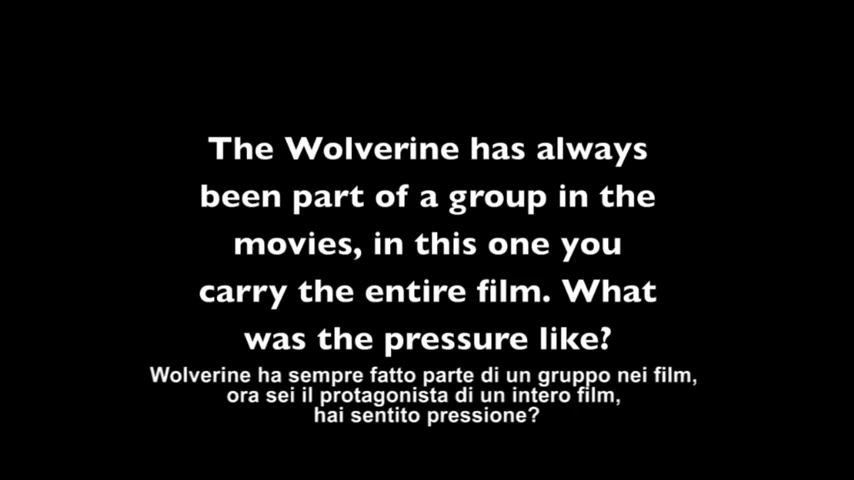 The Wolverine has always
been part of a group in the
movies, in this one you
carry the entire film. What
was the pressure like?
Wolverine ha sempre fatto parte di un gruppo nei film,
ora sei il protagonista di un intero film,
hai sentito pressione?